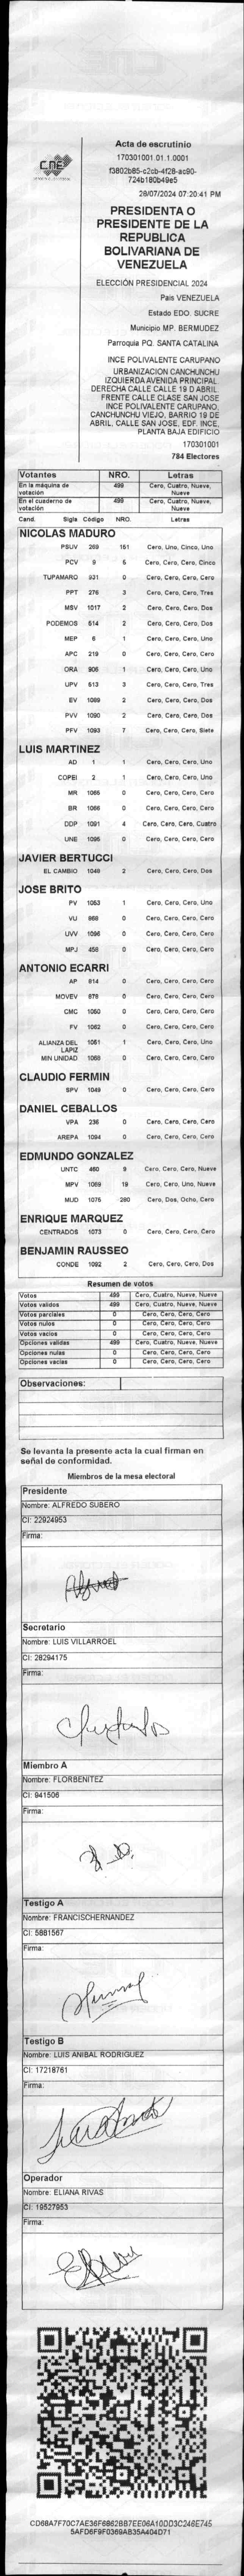 CNE
Acta de escrutinio
170301001.01.1.0001
f3802b85-c2cb-4f28-ac90-
724b180b49e5
28/07/2024 07:20:41 PM
PRESIDENTA O
PRESIDENTE DE LA
REPUBLICA
BOLIVARIANA DE
VENEZUELA
ELECCIÓN PRESIDENCIAL 2024
Pais VENEZUELA
Estado EDO. SUCRE
Municipio MP. BERMUDEZ
Parroquia PQ. SANTA CATALINA
INCE POLIVALENTE CARUPANO
URBANIZACION CANCHUNCHU
IZQUIERDA AVENIDA PRINCIPAL.
DERECHA CALLE CALLE 19 D ABRIL.
FRENTE CALLE CLASE SAN JOSE
INCE POLIVALENTE CARUPANO,
CANCHUNCHU VIEJO, BARRIO 19 DE
ABRIL, CALLE SAN JOSE, EDF. INCE,
PLANTA BAJA EDIFICIO
170301001
784 Electores
Votantes NRO. Letras
En la máquina de votación 499 Cero, Cuatro, Nueve, Nueve
En el cuaderno de votación 499 Cero, Cuatro, Nueve, Nueve
Cand. Sigla Código NRO. Letras
NICOLAS MADURO
PSUV 269 151 Cero, Uno, Cinco, Uno
PCV 9 5 Cero, Cero, Cero, Cinco
TUPAMARO 931 0 Cero, Cero, Cero, Cero
PPT 276 3 Cero, Cero, Cero, Tres
MSV 1017 2 Cero, Cero, Cero, Dos
PODEMOS 514 2 Cero, Cero, Cero, Dos
MEP 6 1 Cero, Cero, Cero, Uno
APC 219 0 Cero, Cero, Cero, Cero
ORA 906 1 Cero, Cero, Cero, Uno
UPV 513 3 Cero, Cero, Cero, Tres
EV 1089 2 Cero, Cero, Cero, Dos
PVV 1090 2 Cero, Cero, Cero, Dos
PFV 1093 7 Cero, Cero, Cero, Siete
LUIS MARTINEZ
AD 1 1 Cero, Cero, Cero, Uno
COPEI 2 1 Cero, Cero, Cero, Uno
MR 1065 0 Cero, Cero, Cero, Cero
BR 1066 0 Cero, Cero, Cero, Cero
DDP 1091 4 Cero, Cero, Cero, Cuatro
UNE 1095 0 Cero, Cero, Cero, Cero
JAVIER BERTUCCI
EL CAMBIO 1048 2 Cero, Cero, Cero, Dos
JOSE BRITO
PV 1053 1 Cero, Cero, Cero, Uno
VU 868 0 Cero, Cero, Cero, Cero
UVV 1096 0 Cero, Cero, Cero, Cero
MPJ 458 0 Cero, Cero, Cero, Cero
ANTONIO ECARRI
AP 814 0 Cero, Cero, Cero, Cero
MOVEV 878 0 Cero, Cero, Cero, Cero
CMC 1050 0 Cero, Cero, Cero, Cero
FV 1062 0 Cero, Cero, Cero, Cero
ALIANZA DEL LAPIZ 1061 1 Cero, Cero, Cero, Uno
MIN UNIDAD 1068 0 Cero, Cero, Cero, Cero
CLAUDIO FERMIN
SPV 1049 0 Cero, Cero, Cero, Cero
DANIEL CEBALLOS
VPA 236 0 Cero, Cero, Cero, Cero
AREPA 1094 0 Cero, Cero, Cero, Cero
EDMUNDO GONZALEZ
UNTC 460 9 Cero, Cero, Cero, Nueve
MPV 1069 19 Cero, Cero, Uno, Nueve
MUD 1075 280 Cero, Dos, Ocho, Cero
ENRIQUE MARQUEZ
CENTRADOS 1073 0 Cero, Cero, Cero, Cero
BENJAMIN RAUSSEO
CONDE 1092 2 Cero, Cero, Cero, Dos
Resumen de votos
Votos 499 Cero, Cuatro, Nueve, Nueve
Votos validos 499 Cero, Cuatro, Nueve, Nueve
Votos parciales 0 Cero, Cero, Cero, Cero
Votos nulos 0 Cero, Cero, Cero, Cero
Votos vacios 0 Cero, Cero, Cero, Cero
Opciones validas 499 Cero, Cuatro, Nueve, Nueve
Opciones nulas 0 Cero, Cero, Cero, Cero
Opciones vacias 0 Cero, Cero, Cero, Cero
Observaciones:
Se levanta la presente acta la cual firman en
señal de conformidad.
Miembros de la mesa electoral
Presidente
Nombre: ALFREDO SUBERO
CI: 22924953
Firma:
Secretario
Nombre: LUIS VILLARROEL
CI: 28294175
Firma:
Miembro A
Nombre: FLORBENITEZ
CI: 941506
Firma:
Testigo A
Nombre: FRANCISCHERNANDEZ
CI: 5881567
Firma:
Testigo B
Nombre: LUIS ANIBAL RODRIGUEZ
CI: 17218761
Firma:
Operador
Nombre: ELIANA RIVAS
CI: 19527953
Firma:
CD68A7F70C7AE36F6862BB7EE06A10DD3C246E745
5AFD6F9F0369AB35A404D71